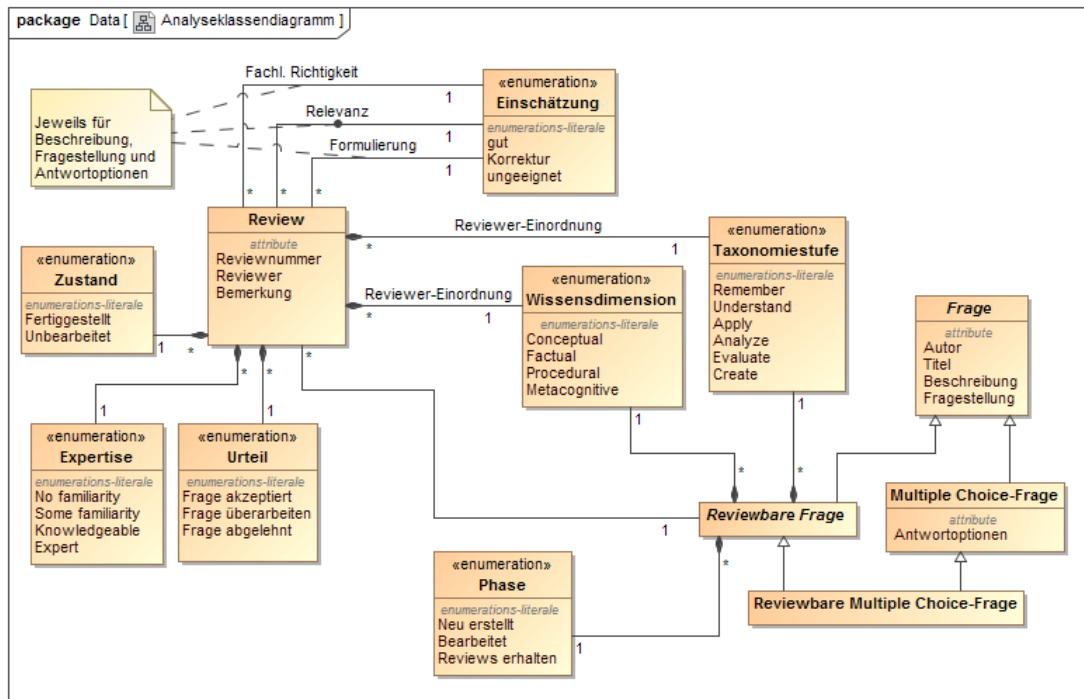 package Data [ Analyseklassendiagramm ]
Jeweils für
Beschreibung,
Fragestellung und
Antwortoptionen
Fachl. Richtigkeit
1
*
Relevanz
1
*
Formulierung
1
*
«enumeration»
Einschätzung
enumerations-literale
gut
Korrektur
ungeeignet
Review
attribute
Reviewnummer
Reviewer
Bemerkung
Reviewer-Einordnung
*
1
Reviewer-Einordnung
*
1
«enumeration»
Taxonomiestufe
enumerations-literale
Remember
Understand
Apply
Analyze
Evaluate
Create
1
*
«enumeration»
Wissensdimension
enumerations-literale
Conceptual
Factual
Procedural
Metacognitive
1
*
«enumeration»
Zustand
enumerations-literale
Fertiggestellt
Unbearbeitet
1
*
*
*
*
1
1
«enumeration»
Expertise
enumerations-literale
No familiarity
Some familiarity
Knowledgeable
Expert
«enumeration»
Urteil
enumerations-literale
Frage akzeptiert
Frage überarbeiten
Frage abgelehnt
Frage
attribute
Autor
Titel
Beschreibung
Fragestellung
1
Reviewbare Frage
*
Multiple Choice-Frage
attribute
Antwortoptionen
Reviewbare Multiple Choice-Frage
«enumeration»
Phase
enumerations-literale
Neu erstellt
Bearbeitet
Reviews erhalten
1